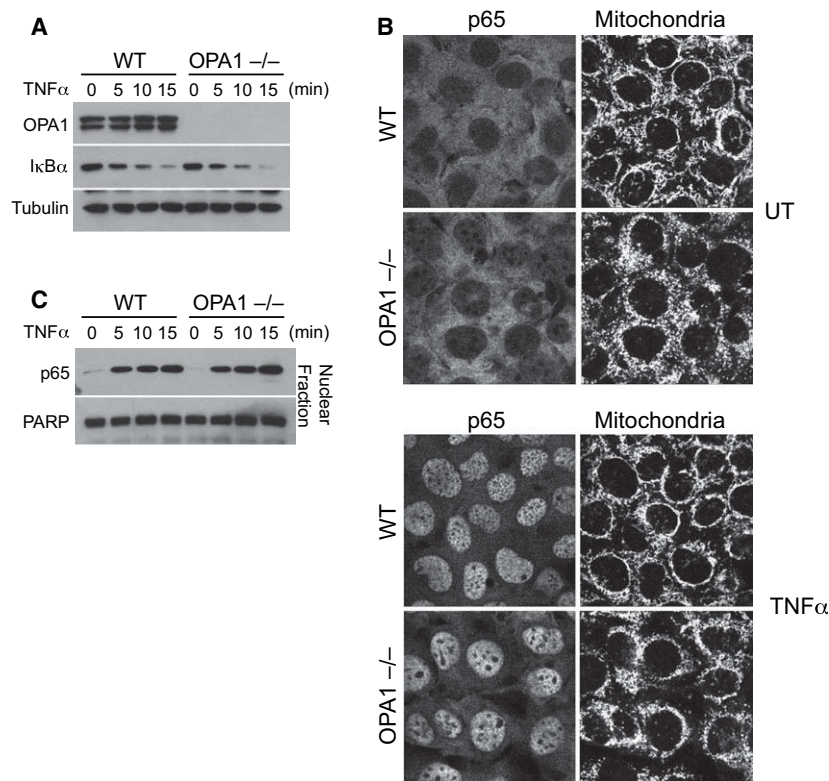 A
WT OPA1 –/–
TNFα 0 5 10 15 0 5 10 15 (min)
OPA1
IκBα
Tubulin
C
WT OPA1 –/–
TNFα 0 5 10 15 0 5 10 15 (min)
p65
PARP
Nuclear
Fraction
B
p65 Mitochondria
WT
OPA1 –/–
UT
p65 Mitochondria
WT
OPA1 –/–
TNFα